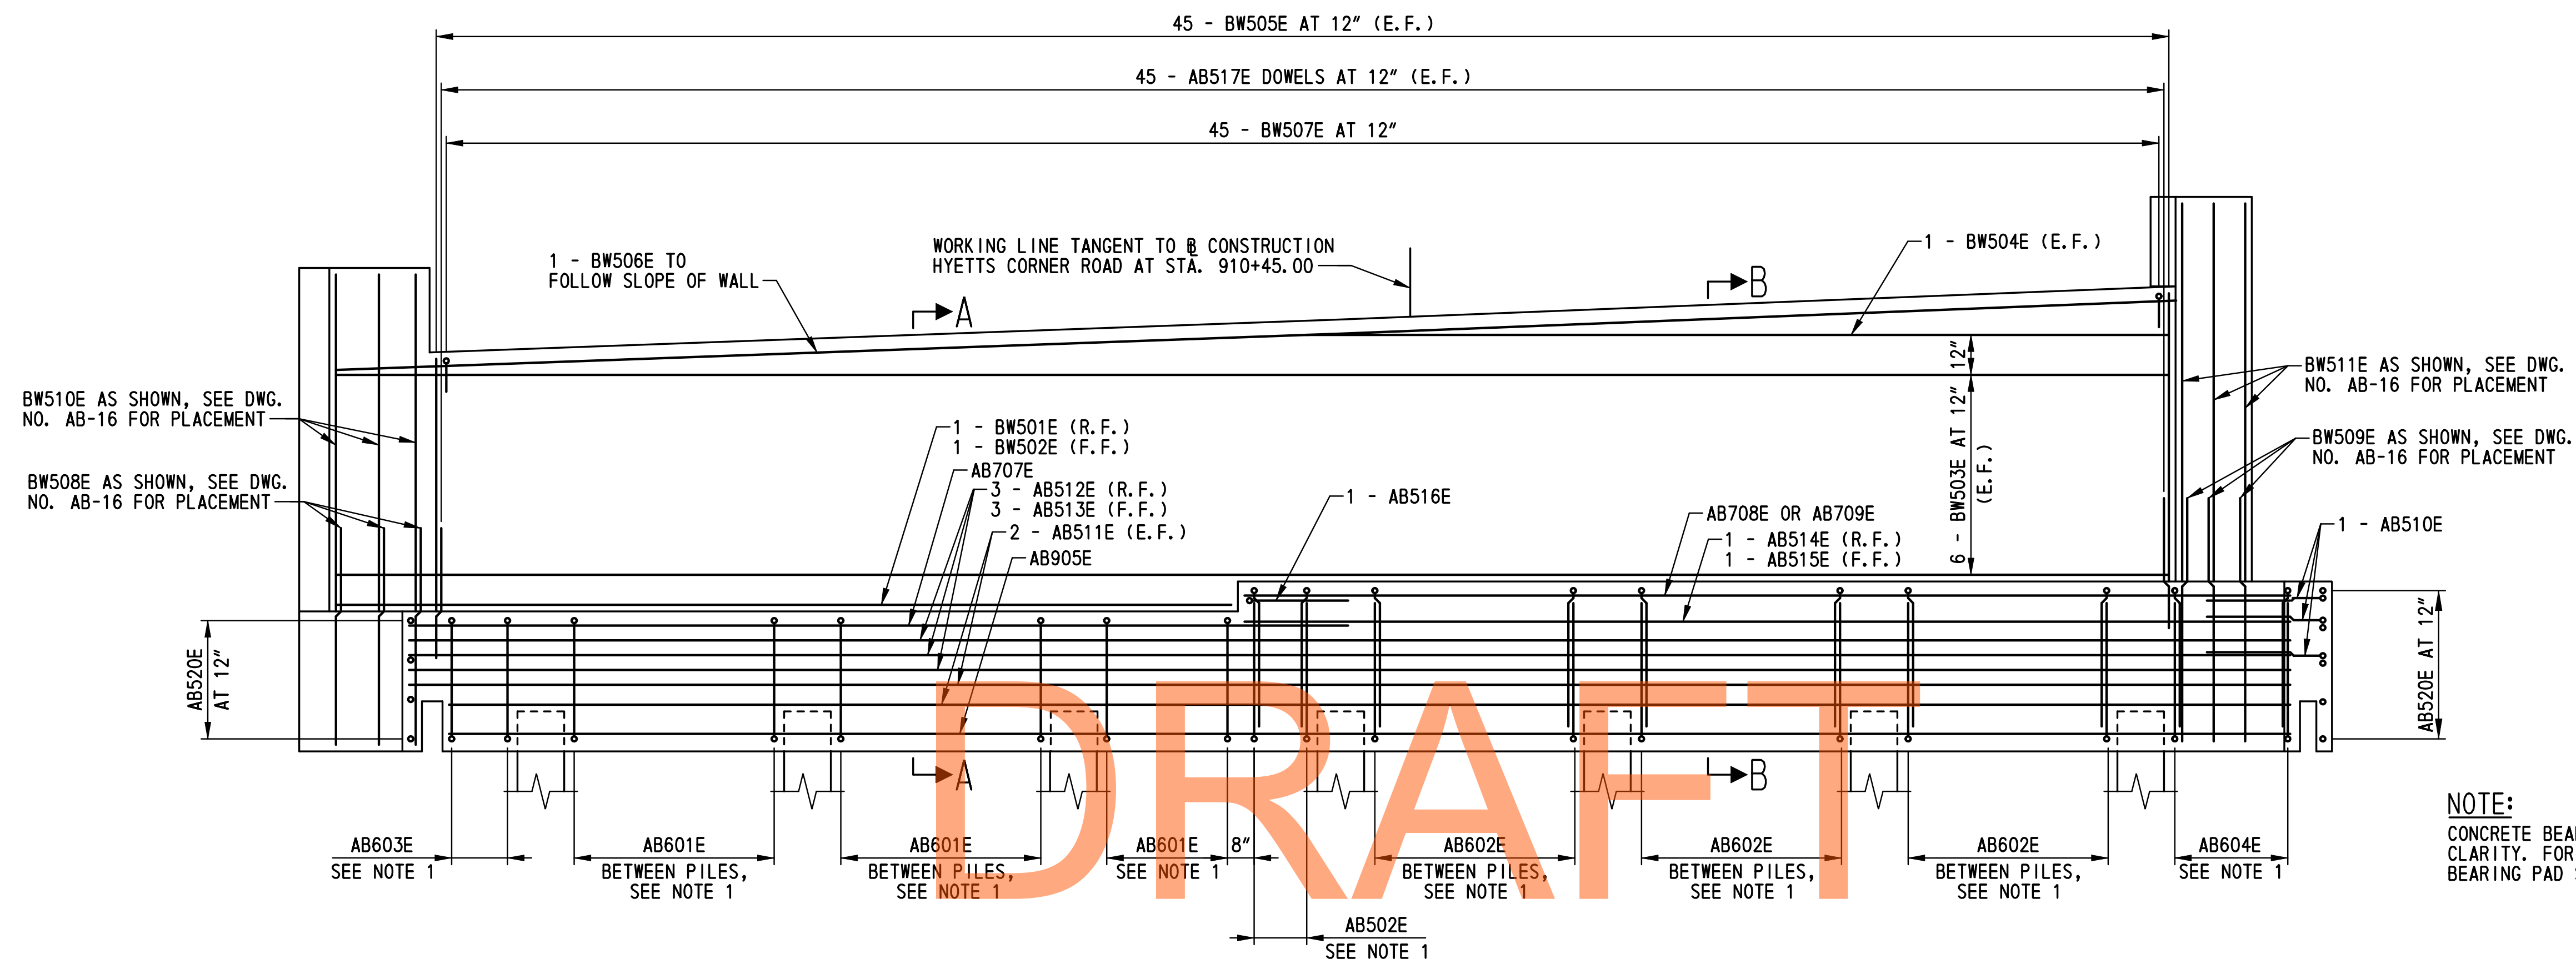 45 - BW505E AT 12" (E.F.)
45 - AB517E DOWELS AT 12" (E.F.)
45 - BW507E AT 12"
1 - BW506E TO
FOLLOW SLOPE OF WALL
WORKING LINE TANGENT TO ℄ CONSTRUCTION
HYETTS CORNER ROAD AT STA. 910+45.00
1 - BW504E (E.F.)
A
B
12"
6 - BW503E AT 12"
(E.F.)
BW510E AS SHOWN, SEE DWG.
NO. AB-16 FOR PLACEMENT
BW508E AS SHOWN, SEE DWG.
NO. AB-16 FOR PLACEMENT
BW511E AS SHOWN, SEE DWG.
NO. AB-16 FOR PLACEMENT
BW509E AS SHOWN, SEE DWG.
NO. AB-16 FOR PLACEMENT
1 - BW501E (R.F.)
1 - BW502E (F.F.)
AB707E
3 - AB512E (R.F.)
3 - AB513E (F.F.)
2 - AB511E (E.F.)
AB905E
1 - AB516E
AB708E OR AB709E
1 - AB514E (R.F.)
1 - AB515E (F.F.)
1 - AB510E
AB520E
AT 12"
AB520E AT 12"
A
B
DRAFT
AB603E
SEE NOTE 1
AB601E
BETWEEN PILES,
SEE NOTE 1
AB601E
BETWEEN PILES,
SEE NOTE 1
AB601E
SEE NOTE 1
8"
AB502E
SEE NOTE 1
AB602E
BETWEEN PILES,
SEE NOTE 1
AB602E
BETWEEN PILES,
SEE NOTE 1
AB602E
BETWEEN PILES,
SEE NOTE 1
AB604E
SEE NOTE 1
NOTE:
CONCRETE
CLARITY. FOR
BEARING PAD